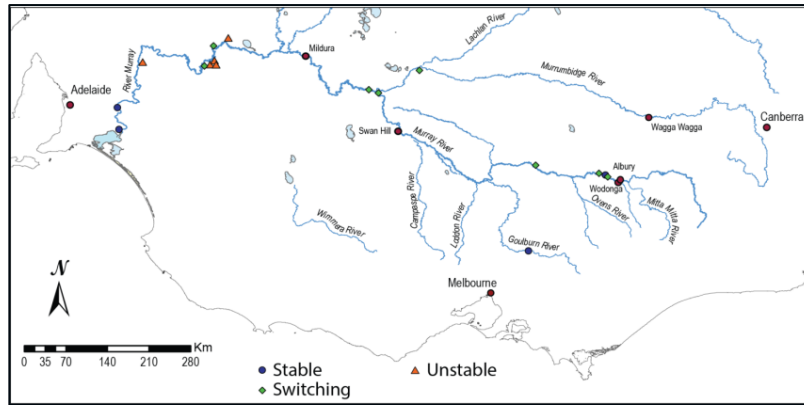 Lachlan River
Mildura
River Murray
Murrumbidge River
Adelaide
Canberra
Wagga Wagga
Swan Hill
Murray River
Albury
Wodonga
Mitta Mitta
River
Ovens River
Campaspe River
Loddon River
Wimmera River
Goulburn River
N
Melbourne
Km
0 35 70 140 210 280
Stable
Unstable
Switching